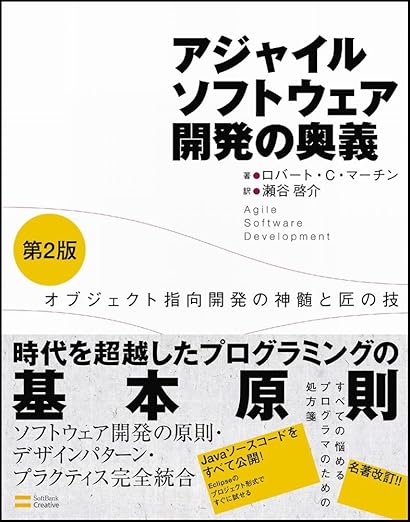 アジャイル
ソフトウェア
開発の奥義
著●ロバート・C・マーチン
訳●瀬谷 啓介
Agile
Software
Development
第2版
オブジェクト指向開発の神髄と匠の技
時代を超越したプログラミングの
基本原則
ソフトウェア開発の原則・
デザインパターン・
プラクティス完全統合
Javaソースコードを
すべて公開!
Eclipseの
プロジェクト形式で
すぐに試せる
すべての悩める
プログラマのための
処方箋
名著改訂!!
SoftBank
Creative